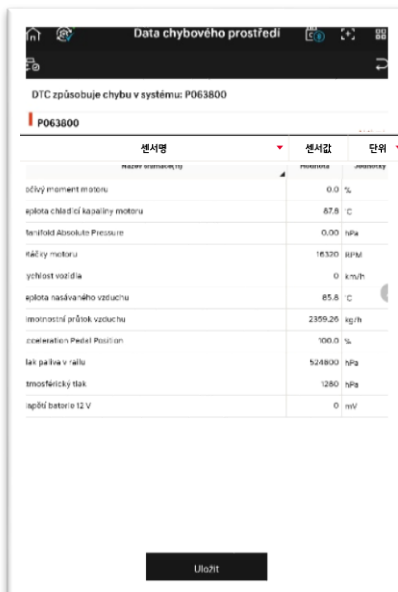 Data chybového prostředí
DTC způsobuje chybu v systému: P063800
P063800
센서명 센서값 단위
Hodnota Jednotky
očivý moment motoru 0.0 %
eplota chladicí kapaliny motoru 87.8 °C
Manifold Absolute Pressure 0.00 hPa
táčky motoru 16320 RPM
ychlost vozidla 0 km/h
eplota nasávaného vzduchu 85.8 °C
motnostní průtok vzduchu 2359.26 kg/h
cceleration Pedal Position 100.0 %
lak paliva v railu 524800 hPa
tmosférický tlak 1280 hPa
apětí baterie 12 V 0 mV
Uložit